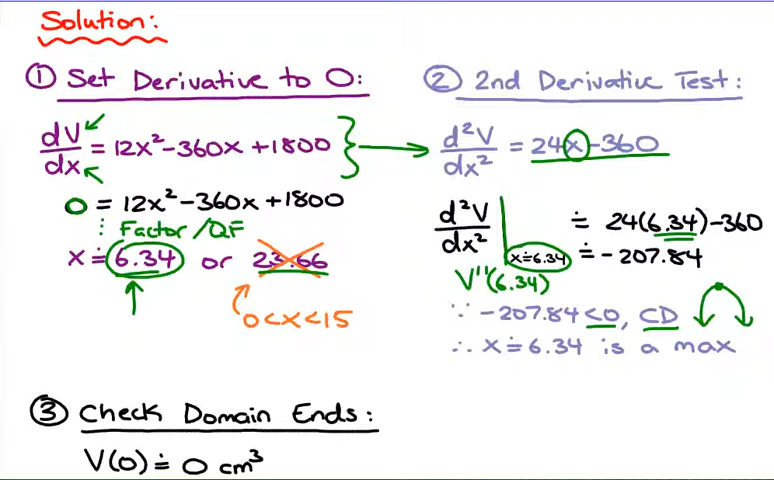 Solution:
① Set Derivative to 0:
dV/dx = 12x² - 360x + 1800
0 = 12x² - 360x + 1800
⋮ Factor / QF
x ≐ 6.34 or 23.66
0 < x < 15
② 2nd Derivative Test:
d²V/dx² = 24x - 360
d²V/dx² | x≐6.34 ≐ 24(6.34) - 360
≐ -207.84
V''(6.34)
∵ -207.84 < 0, CD
∴ x ≐ 6.34 is a max
③ Check Domain Ends:
V(0) ≐ 0 cm³